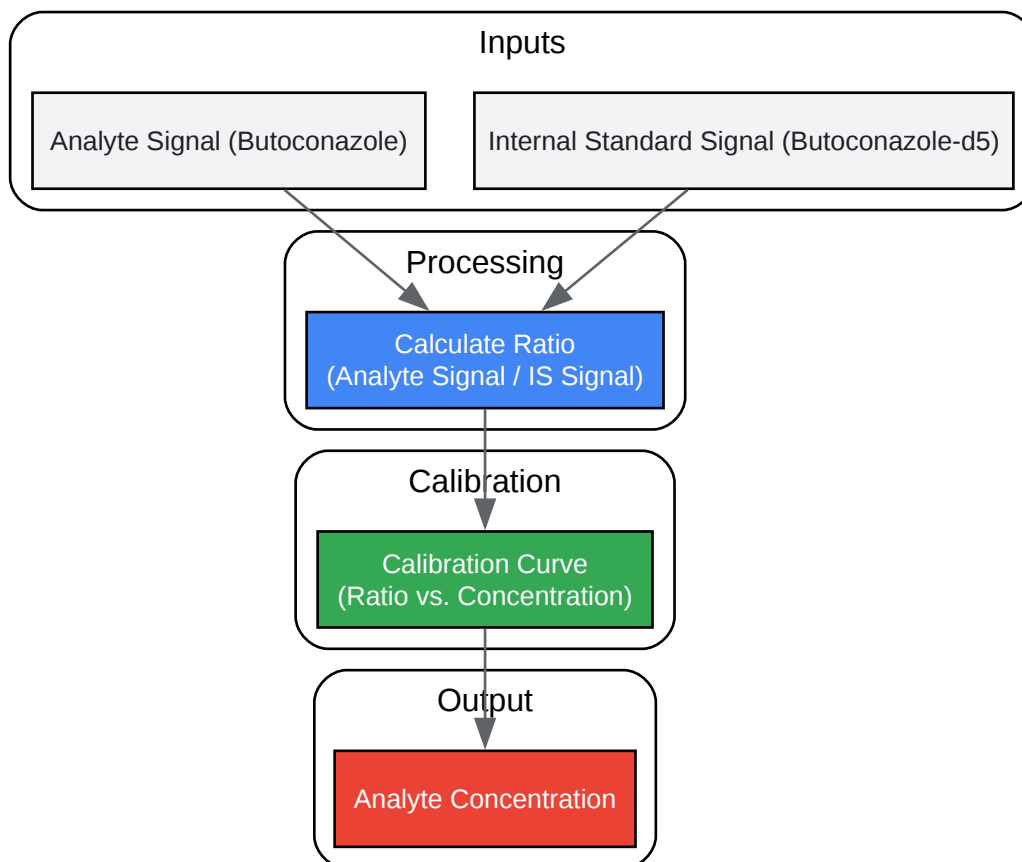 Inputs
Analyte Signal (Butoconazole)
Internal Standard Signal (Butoconazole-d5)
Processing
Calculate Ratio
(Analyte Signal / IS Signal)
Calibration
Calibration Curve
(Ratio vs. Concentration)
Output
Analyte Concentration